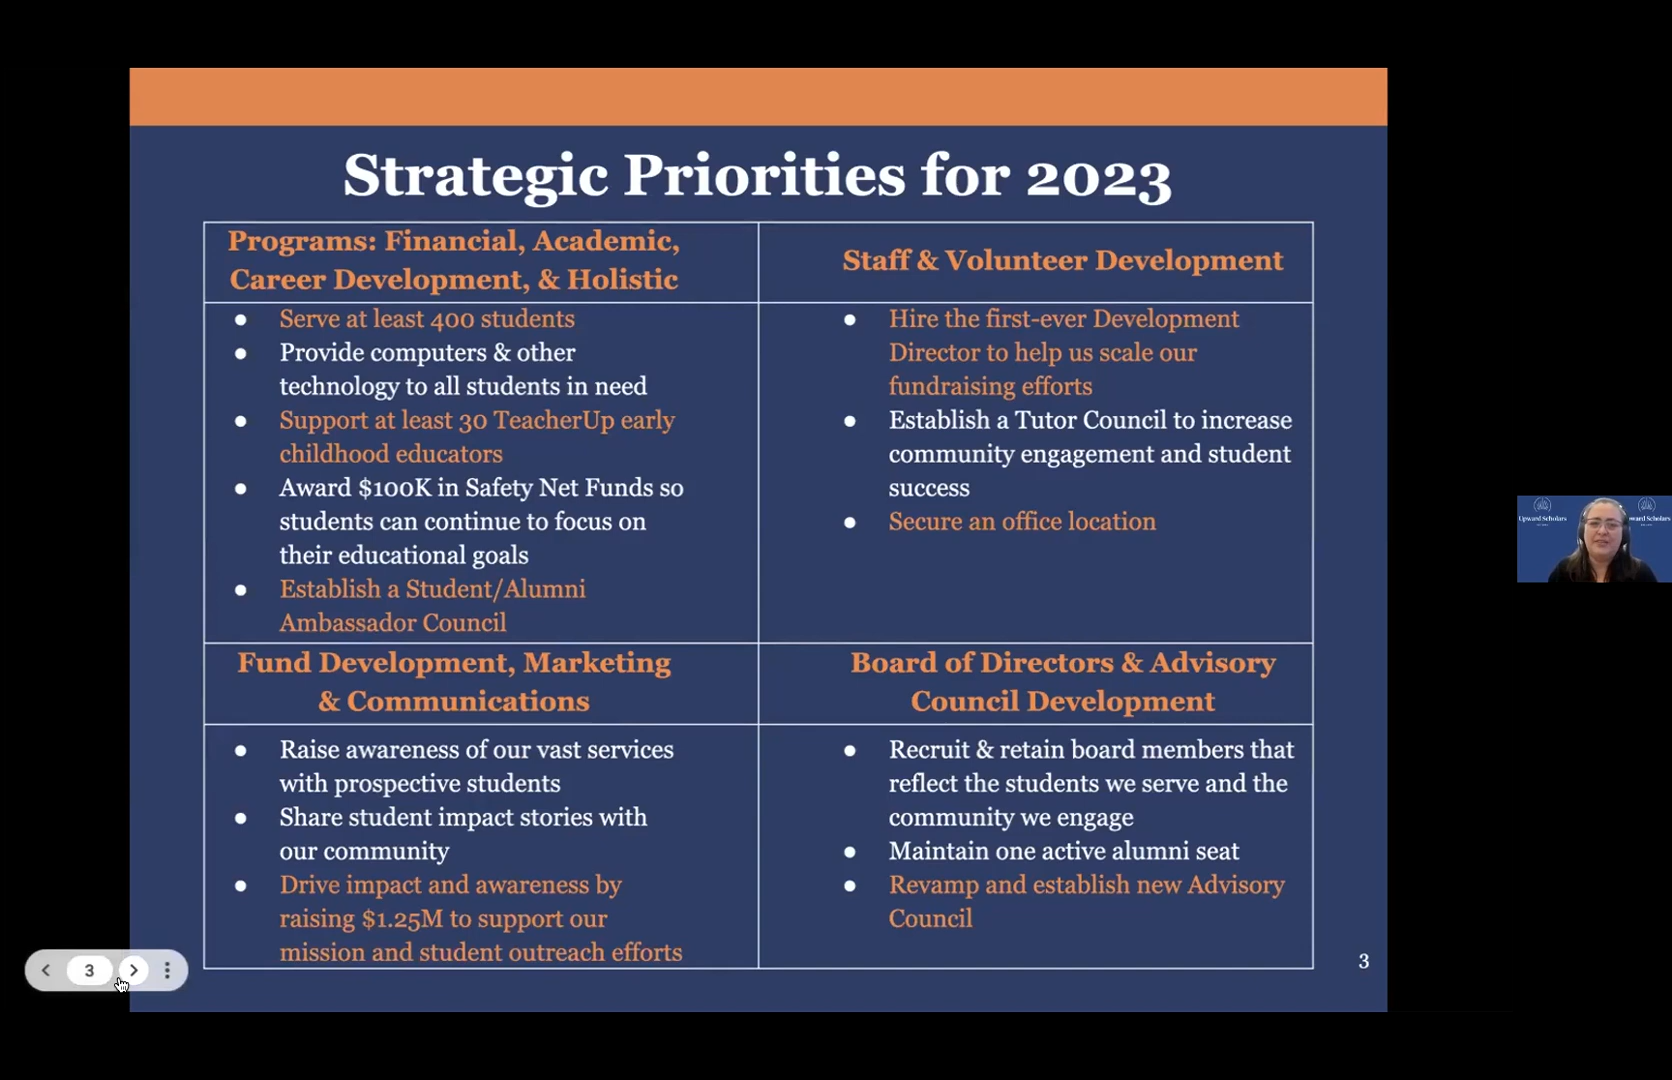 Strategic Priorities for 2023
Programs: Financial, Academic,
Career Development, & Holistic
Serve at least 400 students
Provide computers & other
technology to all students in need
Support at least 30 TeacherUp early
childhood educators
Award $100K in Safety Net Funds so
students can continue to focus on
their educational goals
Establish a Student/Alumni
Ambassador Council
Staff & Volunteer Development
Hire the first-ever Development
Director to help us scale our
fundraising efforts
Establish a Tutor Council to increase
community engagement and student
success
Secure an office location
Fund Development, Marketing
& Communications
Raise awareness of our vast services
with prospective students
Share student impact stories with
our community
Drive impact and awareness by
raising $1.25M to support our
mission and student outreach efforts
Board of Directors & Advisory
Council Development
Recruit & retain board members that
reflect the students we serve and the
community we engage
Maintain one active alumni seat
Revamp and establish new Advisory
Council
3
3
Upward Scholars
ward Scholars